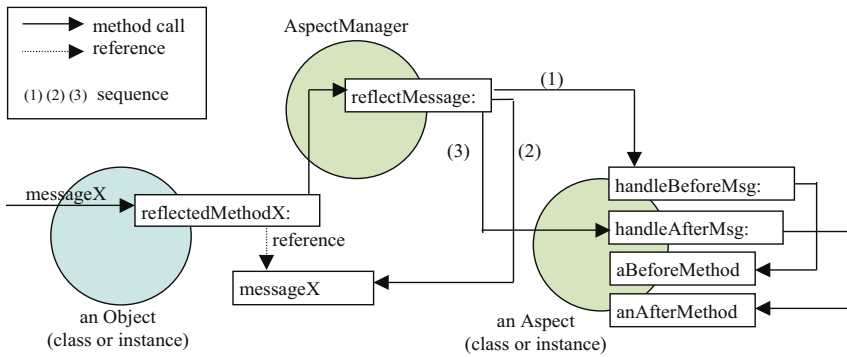 method call
reference
(1) (2) (3) sequence
AspectManager
reflectMessage:
(1)
(3)
(2)
messageX
reflectedMethodX:
reference
messageX
handleBeforeMsg:
handleAfterMsg:
aBeforeMethod
anAfterMethod
an Object
(class or instance)
an Aspect
(class or instance)